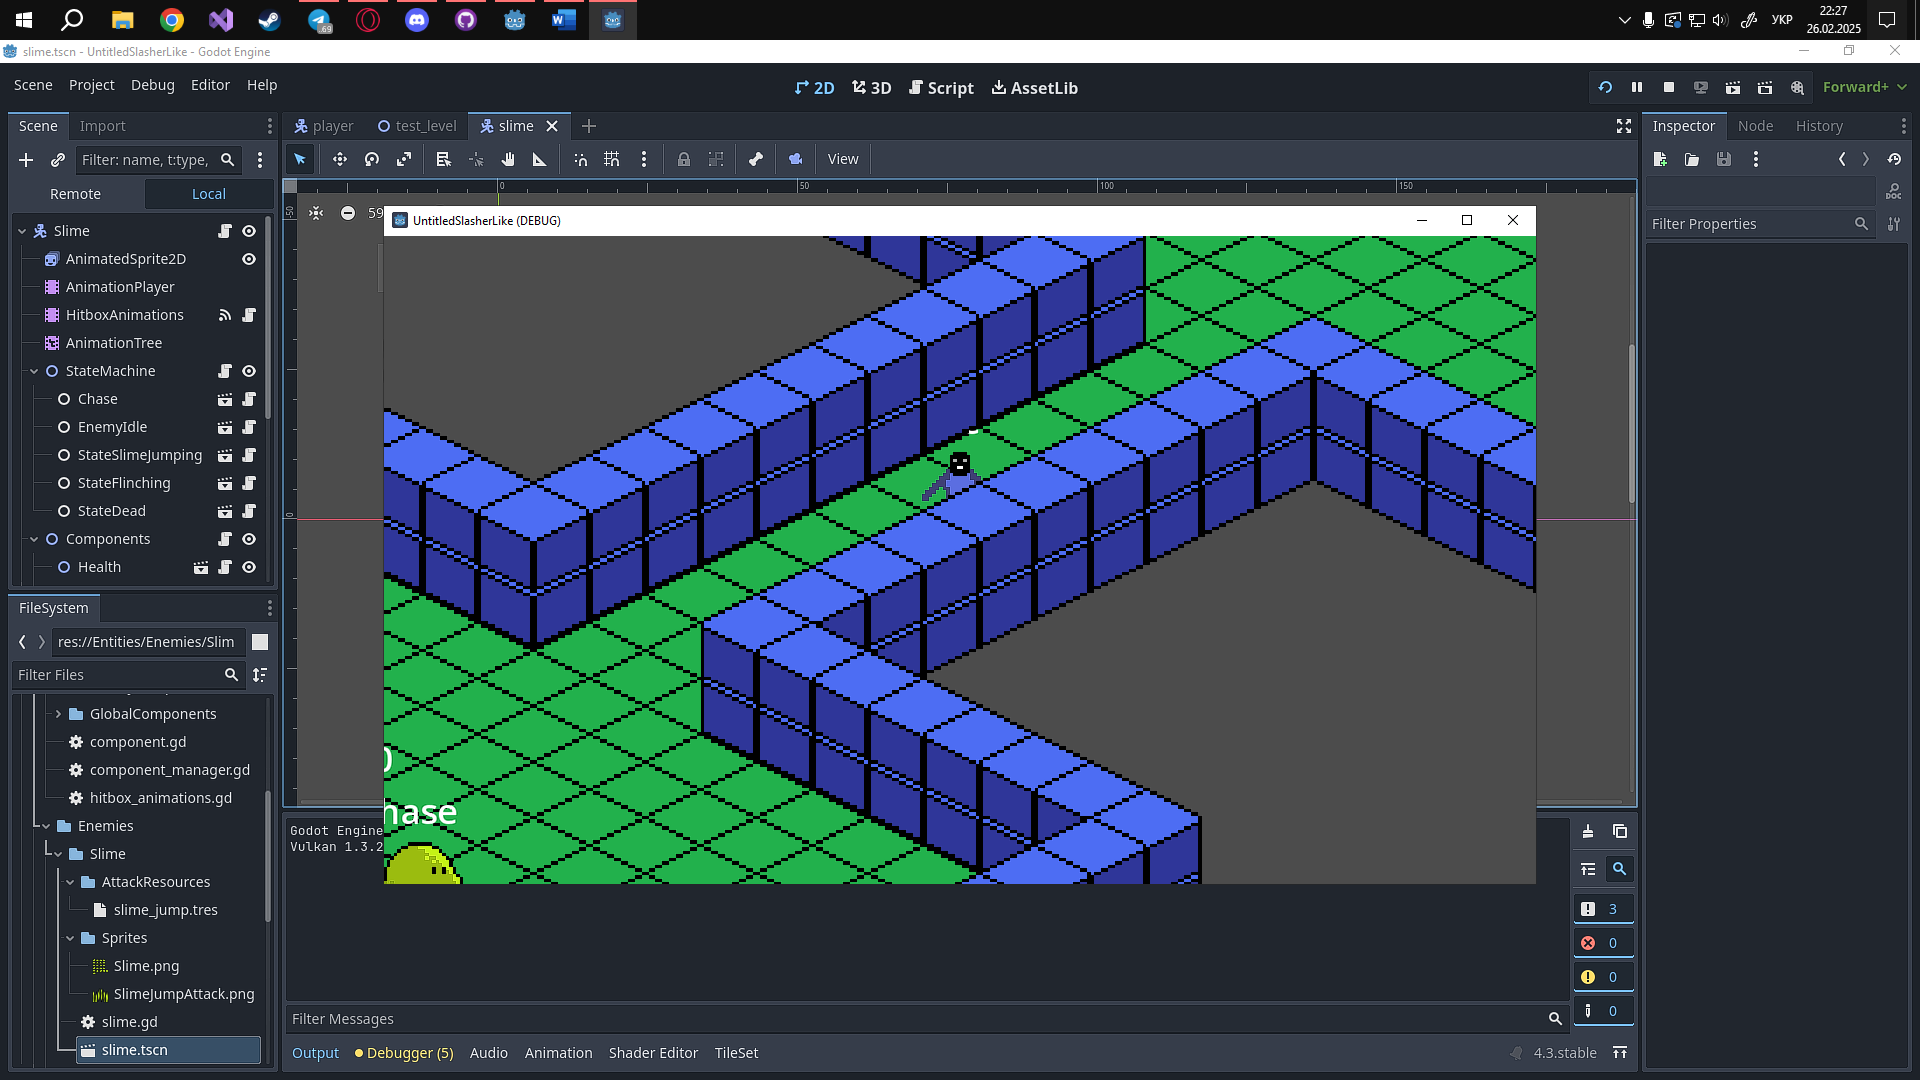 69
УКР
22:27
26.02.2025
slime.tscn - UntitledSlasherLike - Godot Engine
Scene Project Debug Editor Help
2D 3D Script AssetLib
Forward+
Scene Import
player test_level slime
Inspector Node History
Filter: name, t:type,
View
Remote Local
0 50 100 150
-50
0
59
UntitledSlasherLike (DEBUG)
DOC
Filter Properties
Slime
AnimatedSprite2D
AnimationPlayer
HitboxAnimations
AnimationTree
StateMachine
Chase
EnemyIdle
StateSlimeJumping
StateFlinching
StateDead
Components
Health
FileSystem
res://Entities/Enemies/Slim
Filter Files
GlobalComponents
component.gd
component_manager.gd
hitbox_animations.gd
Enemies
Slime
AttackResources
slime_jump.tres
Sprites
Slime.png
SlimeJumpAttack.png
slime.gd
slime.tscn
hase
Godot Engine
Vulkan 1.3.2
3
0
0
0
Filter Messages
Output Debugger (5) Audio Animation Shader Editor TileSet
4.3.stable